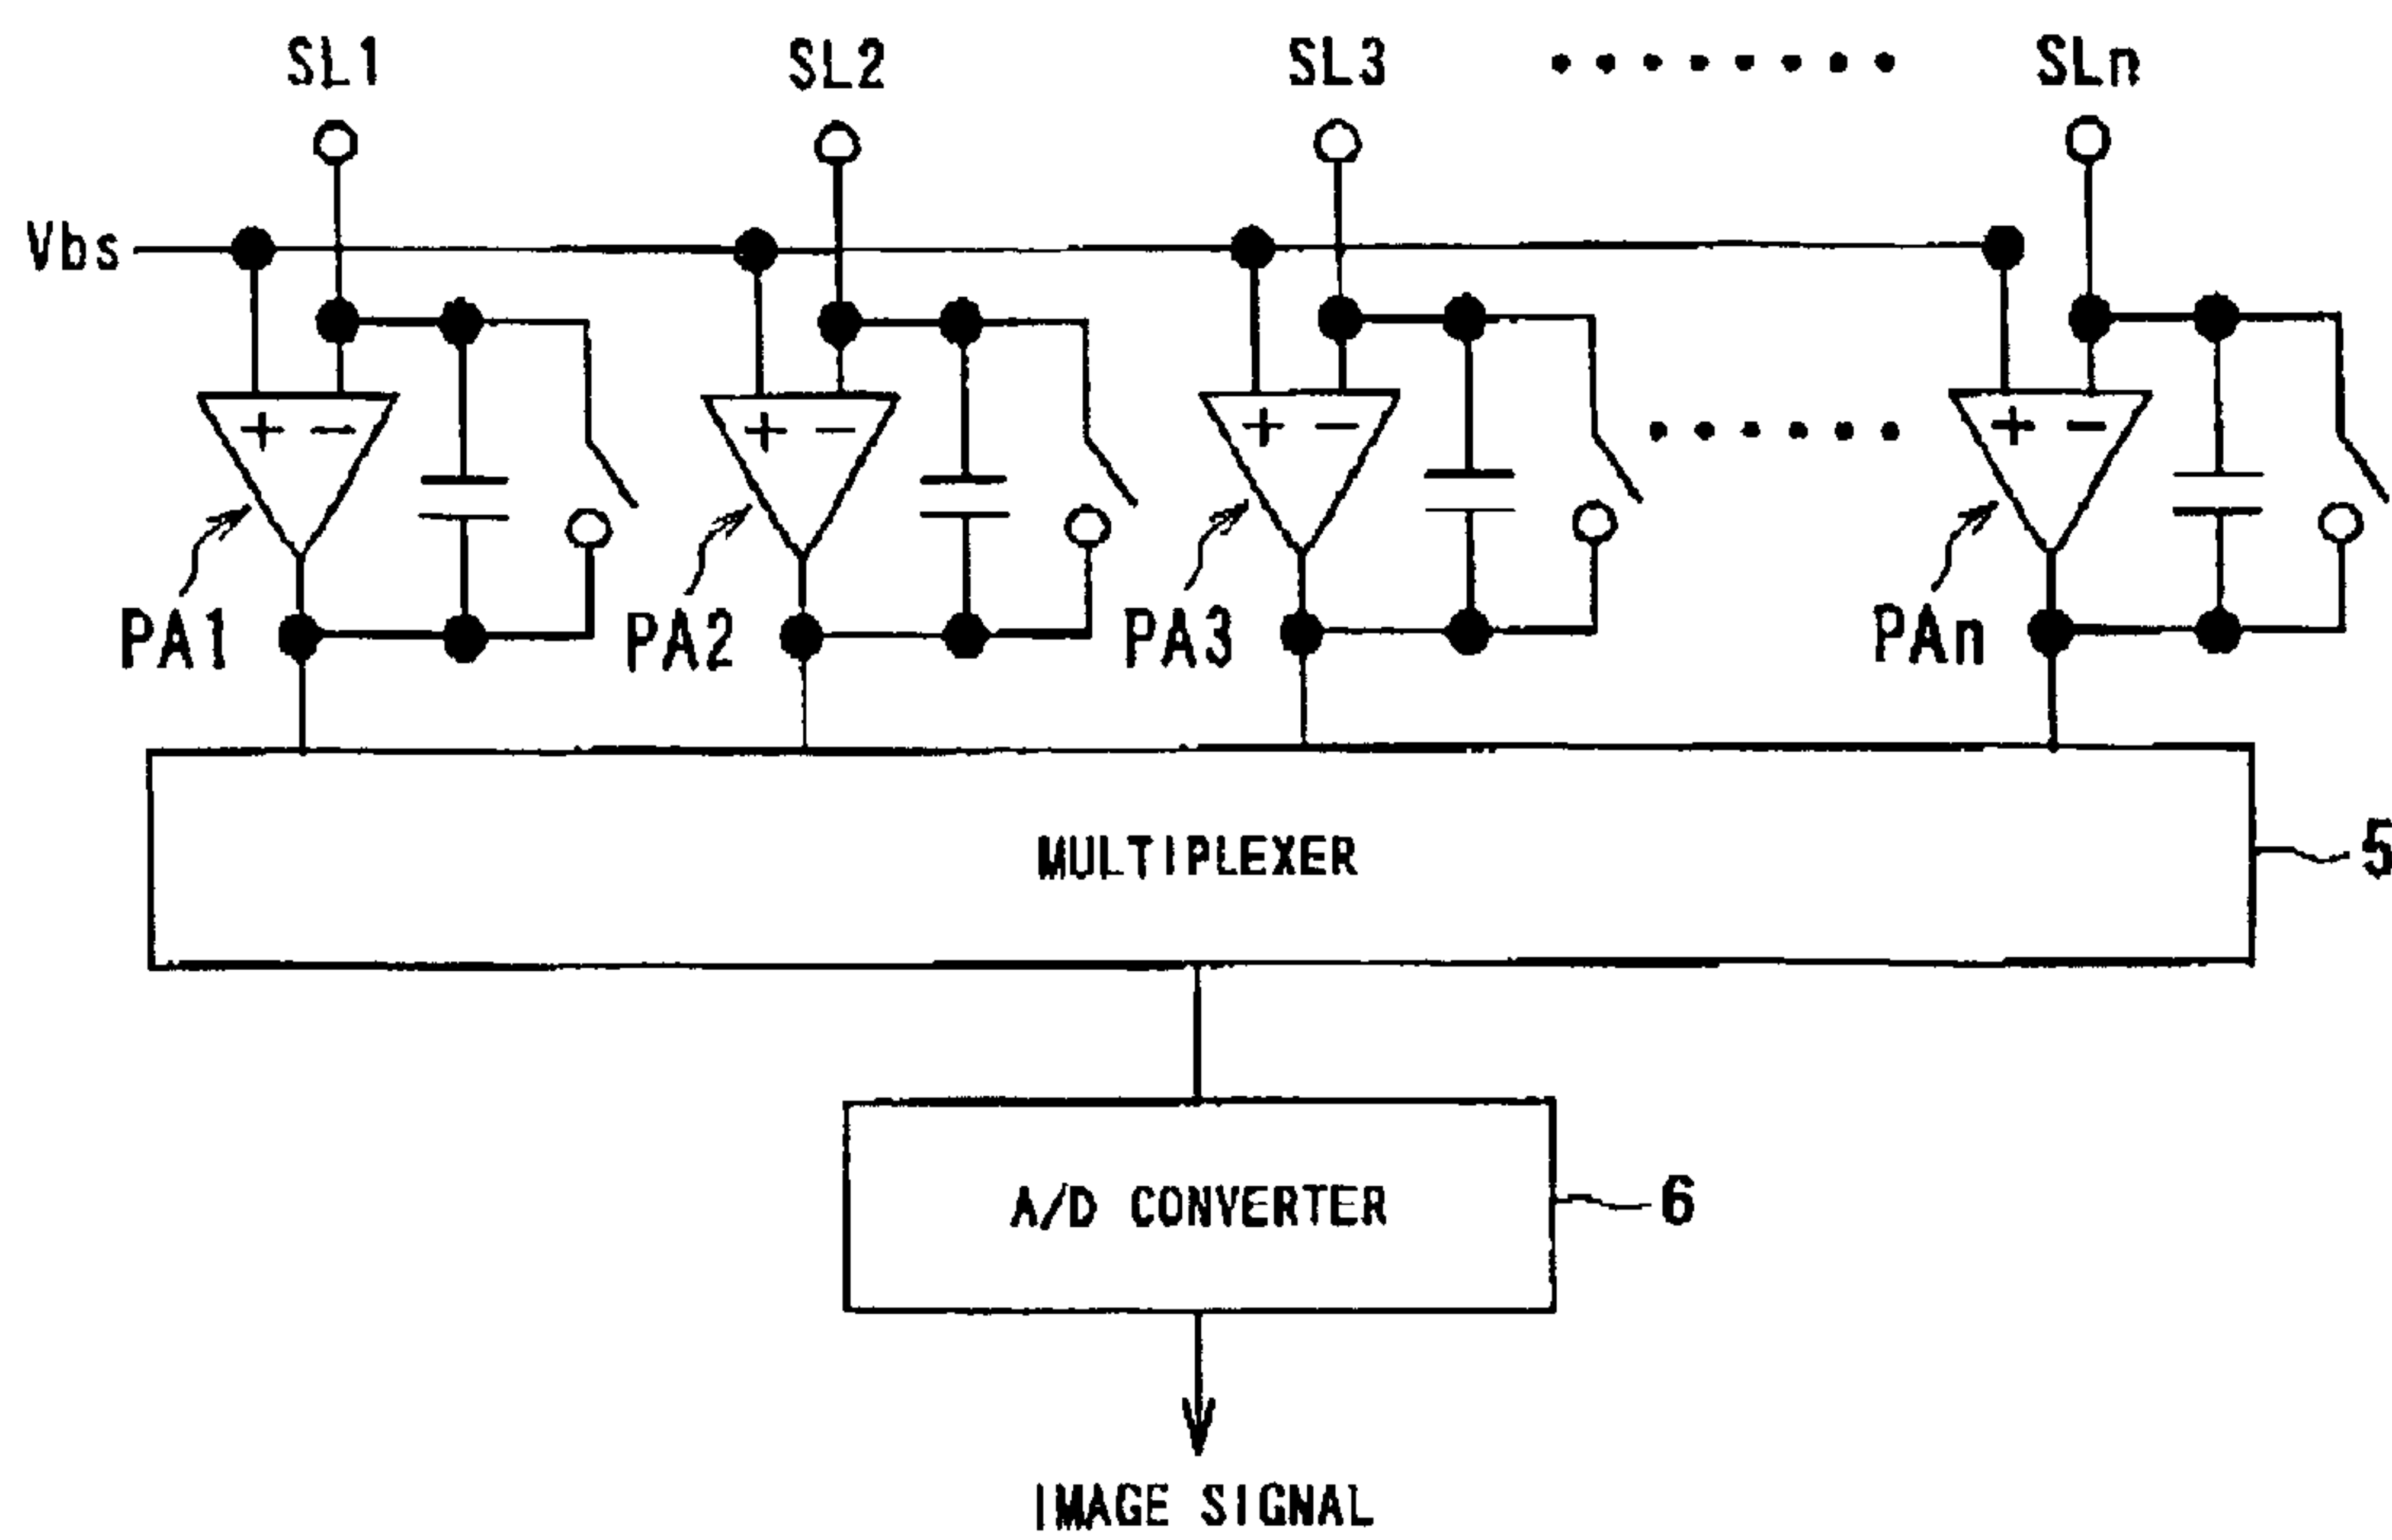 SL1 SL2 SL3 ········ SLn
Vbs
+ − + − + − ······ + −
PA1 PA2 PA3 PAn
MULTIPLEXER
5
A/D CONVERTER
6
IMAGE SIGNAL